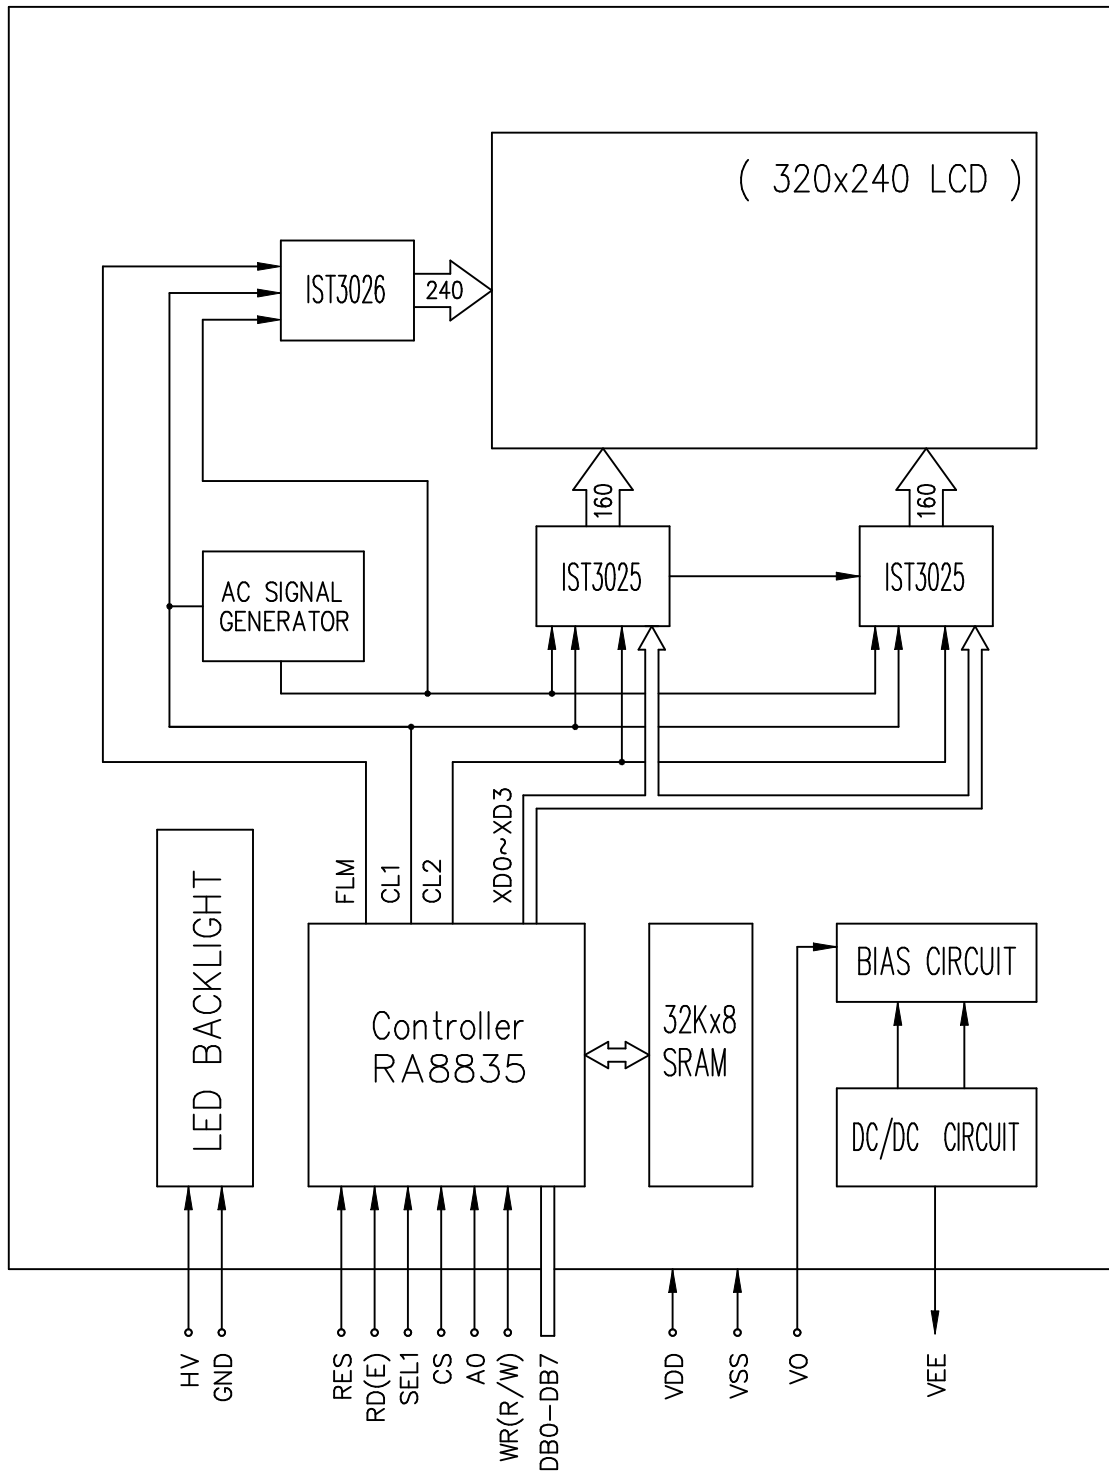 ( 320x240 LCD )
IST3026
240
160
160
IST3025
IST3025
AC SIGNAL
GENERATOR
FLM
CL1
CL2
XD0~XD3
LED BACKLIGHT
Controller
RA8835
32Kx8
SRAM
BIAS CIRCUIT
DC/DC CIRCUIT
HV
GND
RES
RD(E)
SEL1
CS
A0
WR(R/W)
DB0-DB7
VDD
VSS
VO
VEE